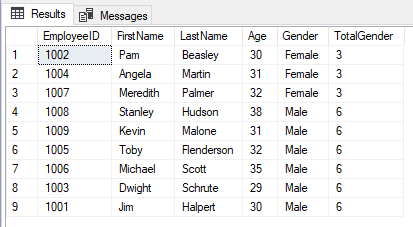 Results Messages
EmployeeID FirstName LastName Age Gender TotalGender
1 1002 Pam Beasley 30 Female 3
2 1004 Angela Martin 31 Female 3
3 1007 Meredith Palmer 32 Female 3
4 1008 Stanley Hudson 38 Male 6
5 1009 Kevin Malone 31 Male 6
6 1005 Toby Flenderson 32 Male 6
7 1006 Michael Scott 35 Male 6
8 1003 Dwight Schrute 29 Male 6
9 1001 Jim Halpert 30 Male 6